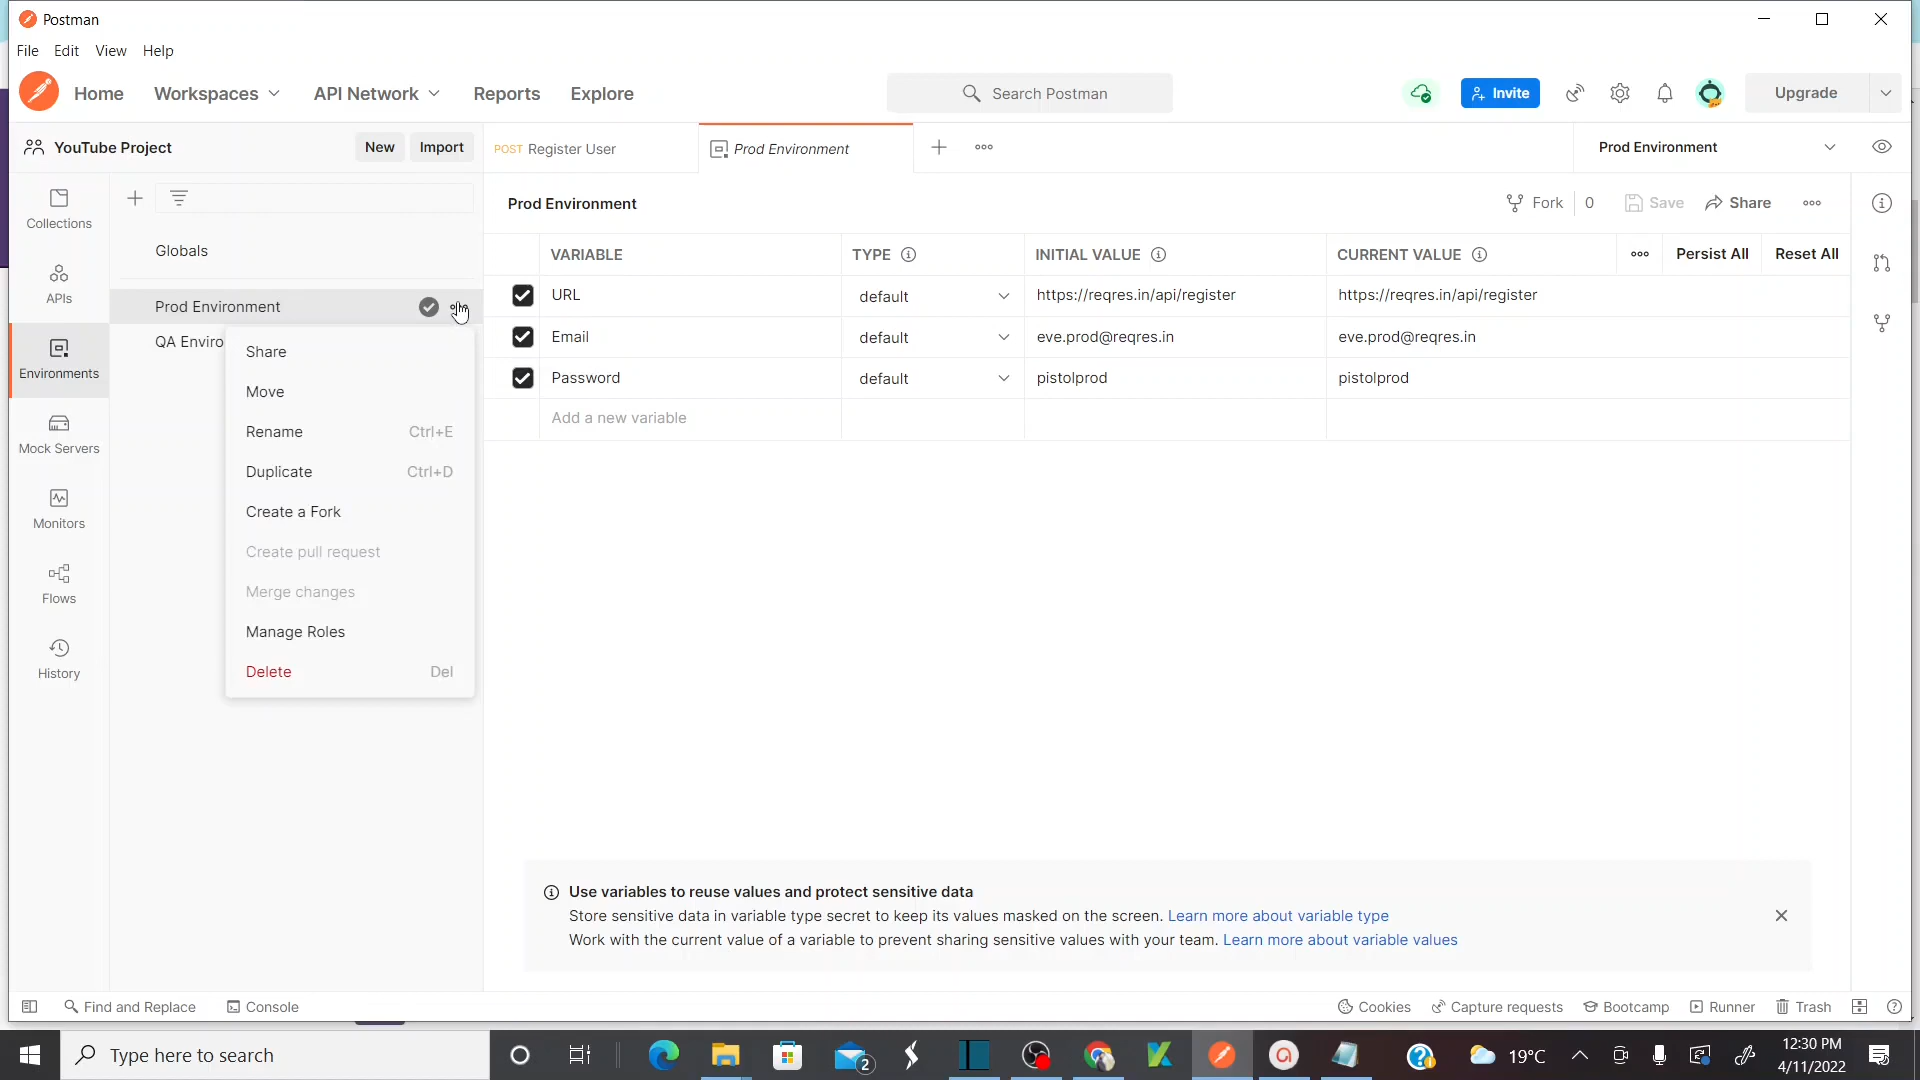 Postman
File Edit View Help
Home Workspaces API Network Reports Explore Search Postman Invite Upgrade
YouTube Project New Import POST Register User Prod Environment Prod Environment
Collections
APIs
Environments
Mock Servers
Monitors
Flows
History
Globals
Prod Environment
QA Enviro
Share
Move
Rename Ctrl+E
Duplicate Ctrl+D
Create a Fork
Create pull request
Merge changes
Manage Roles
Delete Del
Prod Environment Fork 0 Save Share
VARIABLE TYPE INITIAL VALUE CURRENT VALUE Persist All Reset All
URL default https://reqres.in/api/register https://reqres.in/api/register
Email default eve.prod@reqres.in eve.prod@reqres.in
Password default pistolprod pistolprod
Add a new variable
Use variables to reuse values and protect sensitive data
Store sensitive data in variable type secret to keep its values masked on the screen. Learn more about variable type
Work with the current value of a variable to prevent sharing sensitive values with your team. Learn more about variable values
Find and Replace Console Cookies Capture requests Bootcamp Runner Trash
Type here to search 2 19°C 12:30 PM
4/11/2022